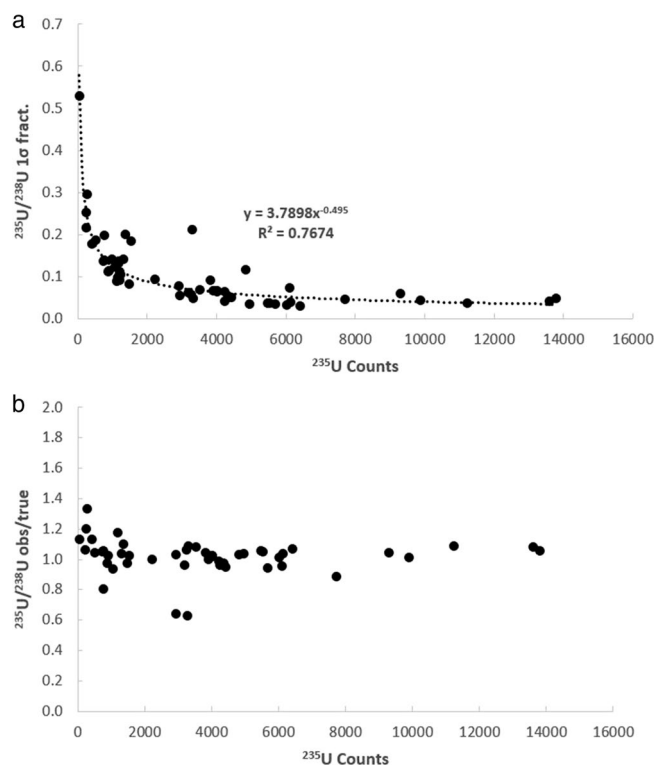 a
0.7
0.6
0.5
0.4
0.3
0.2
0.1
0.0
²³⁵U/²³⁸U 1σ fract.
y = 3.7898x⁻⁰·⁴⁹⁵
R² = 0.7674
0 2000 4000 6000 8000 10000 12000 14000 16000
²³⁵U Counts
b
2.0
1.8
1.6
1.4
1.2
1.0
0.8
0.6
0.4
0.2
0.0
²³⁵U/²³⁸U obs/true
0 2000 4000 6000 8000 10000 12000 14000 16000
²³⁵U Counts